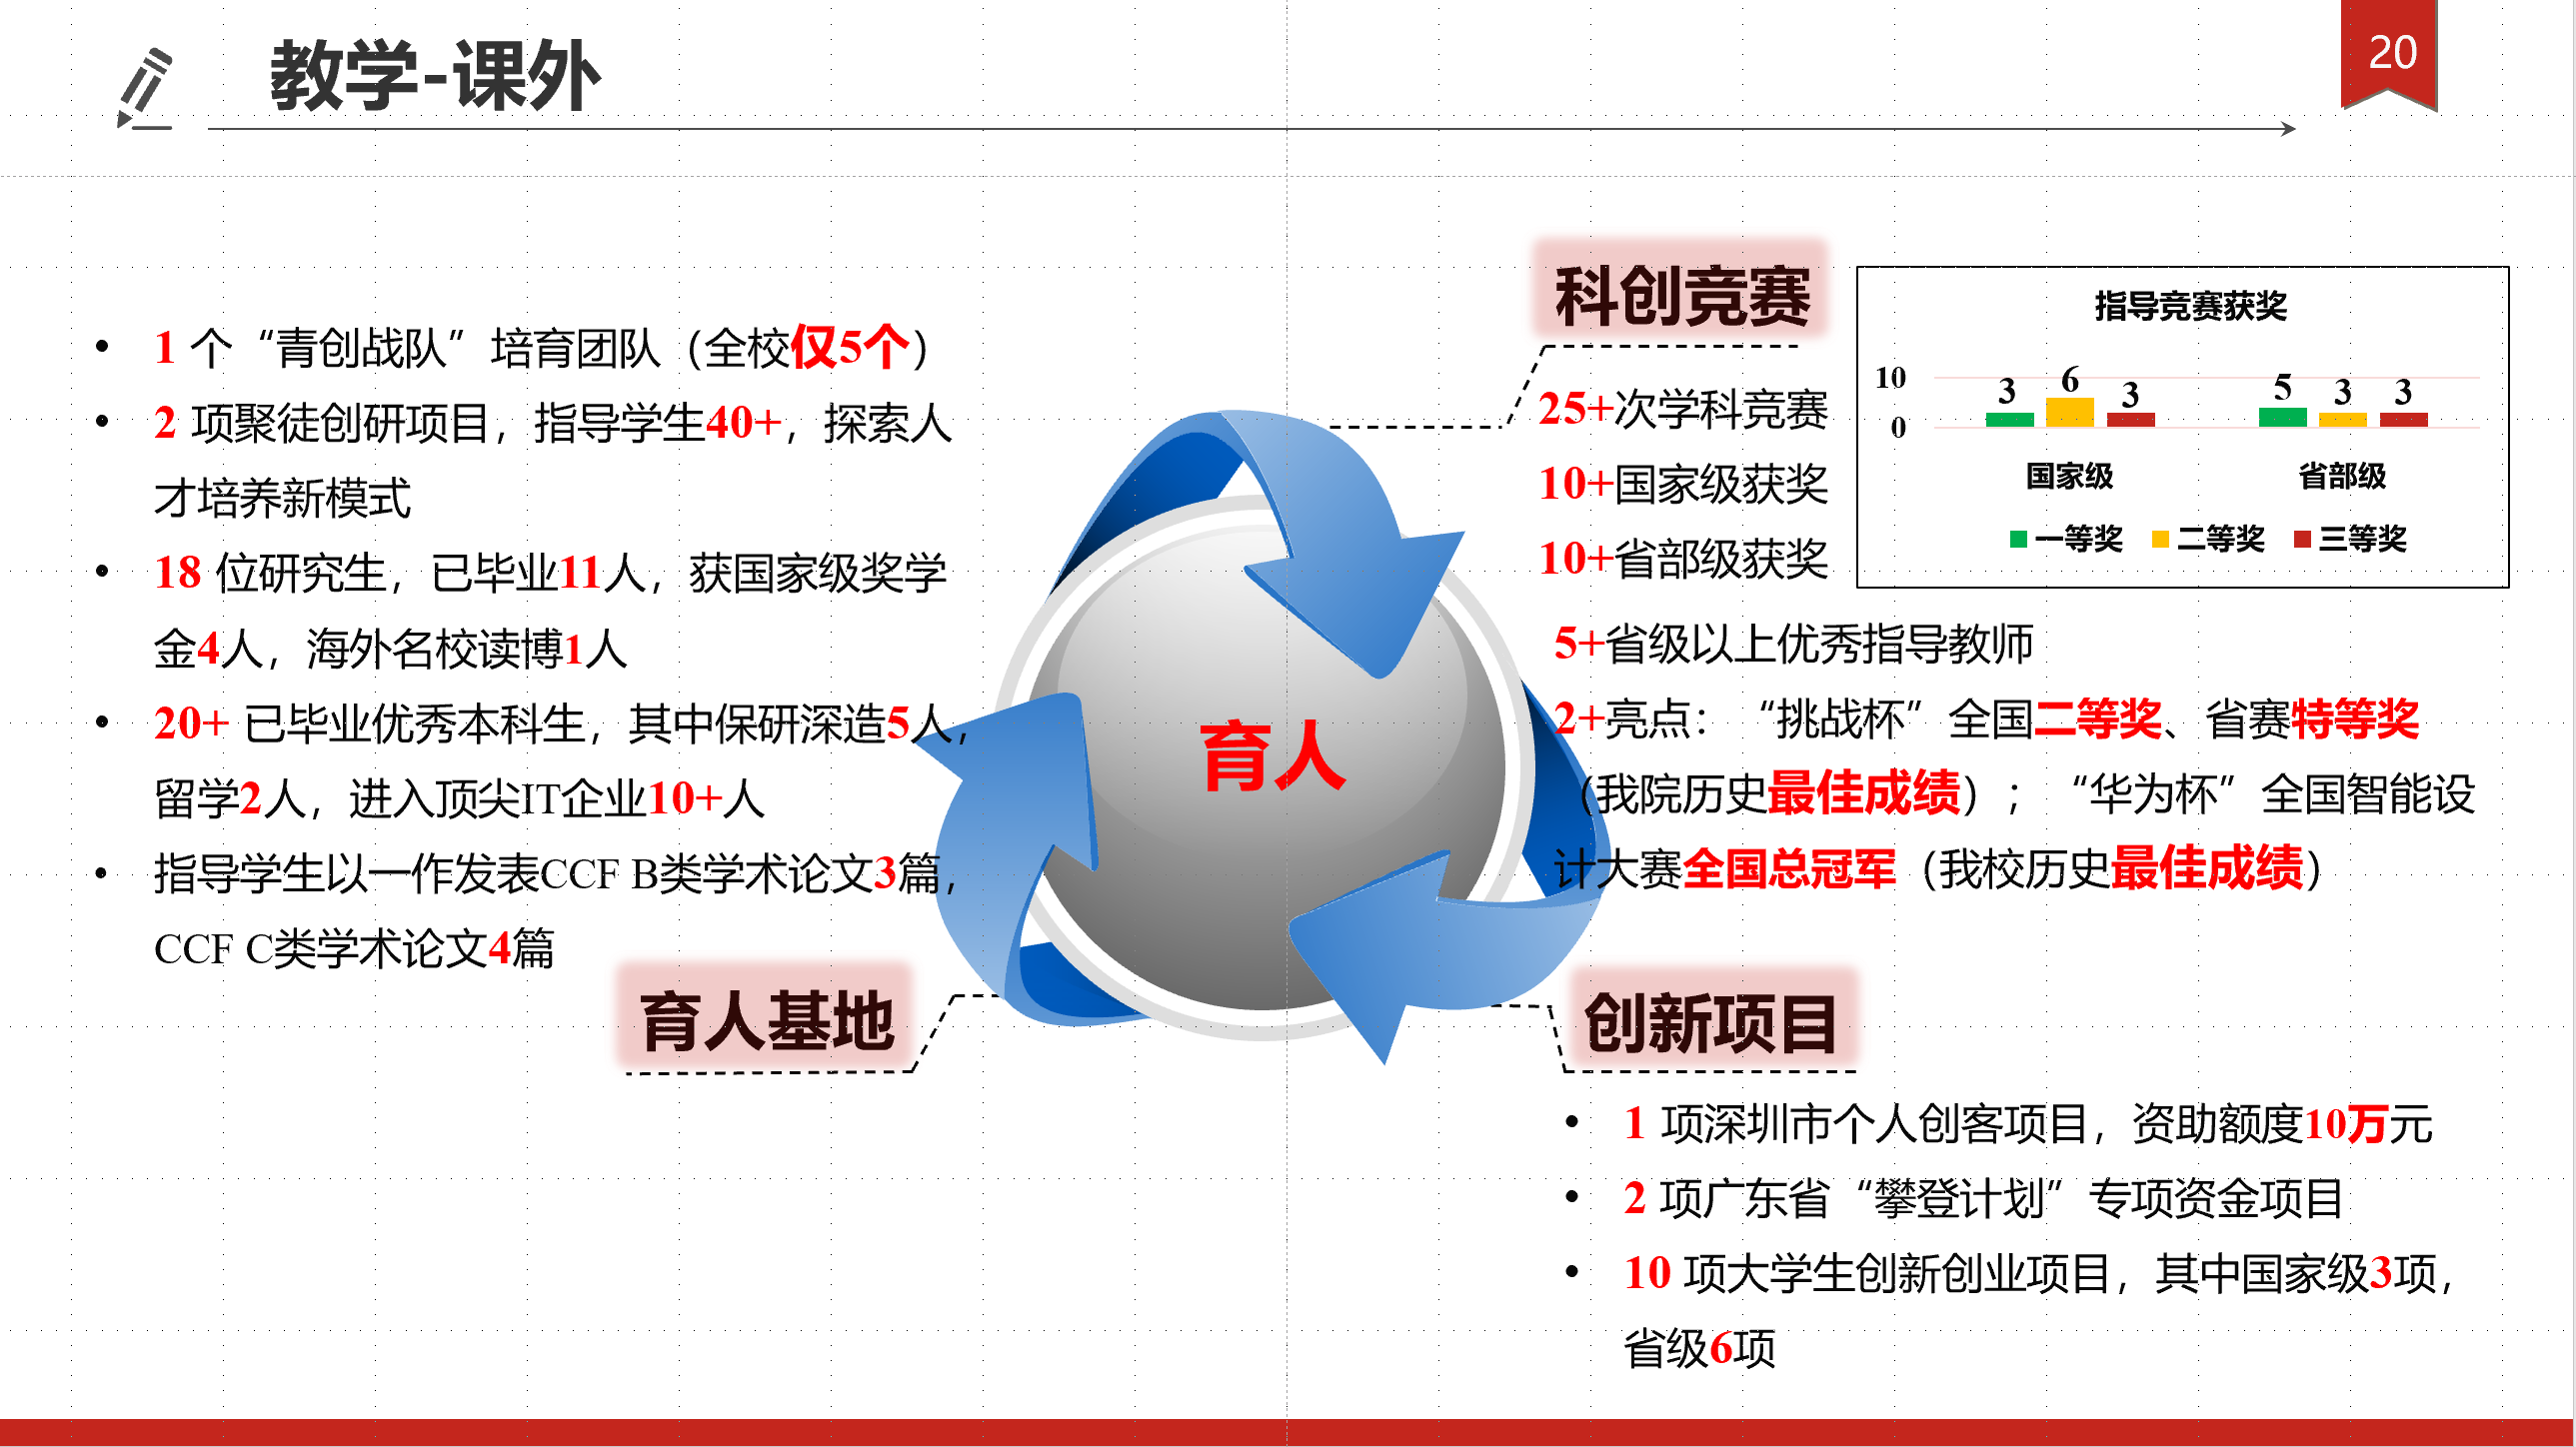 教学-课外
20
1 个“青创战队”培育团队（全校仅5个）
2 项聚徒创研项目，指导学生40+，探索人
才培养新模式
18 位研究生，已毕业11人，获国家级奖学
金4人，海外名校读博1人
20+ 已毕业优秀本科生，其中保研深造5人，
留学2人，进入顶尖IT企业10+人
指导学生以一作发表CCF B类学术论文3篇，
CCF C类学术论文4篇
育人基地
育人
科创竞赛
25+次学科竞赛
10+国家级获奖
10+省部级获奖
指导竞赛获奖
10
0
3 6 3 5 3 3
国家级 省部级
一等奖 二等奖 三等奖
5+省级以上优秀指导教师
2+亮点：“挑战杯”全国二等奖、省赛特等奖
（我院历史最佳成绩）；“华为杯”全国智能设
计大赛全国总冠军（我校历史最佳成绩）
创新项目
1 项深圳市个人创客项目，资助额度10万元
2 项广东省“攀登计划”专项资金项目
10 项大学生创新创业项目，其中国家级3项，
省级6项